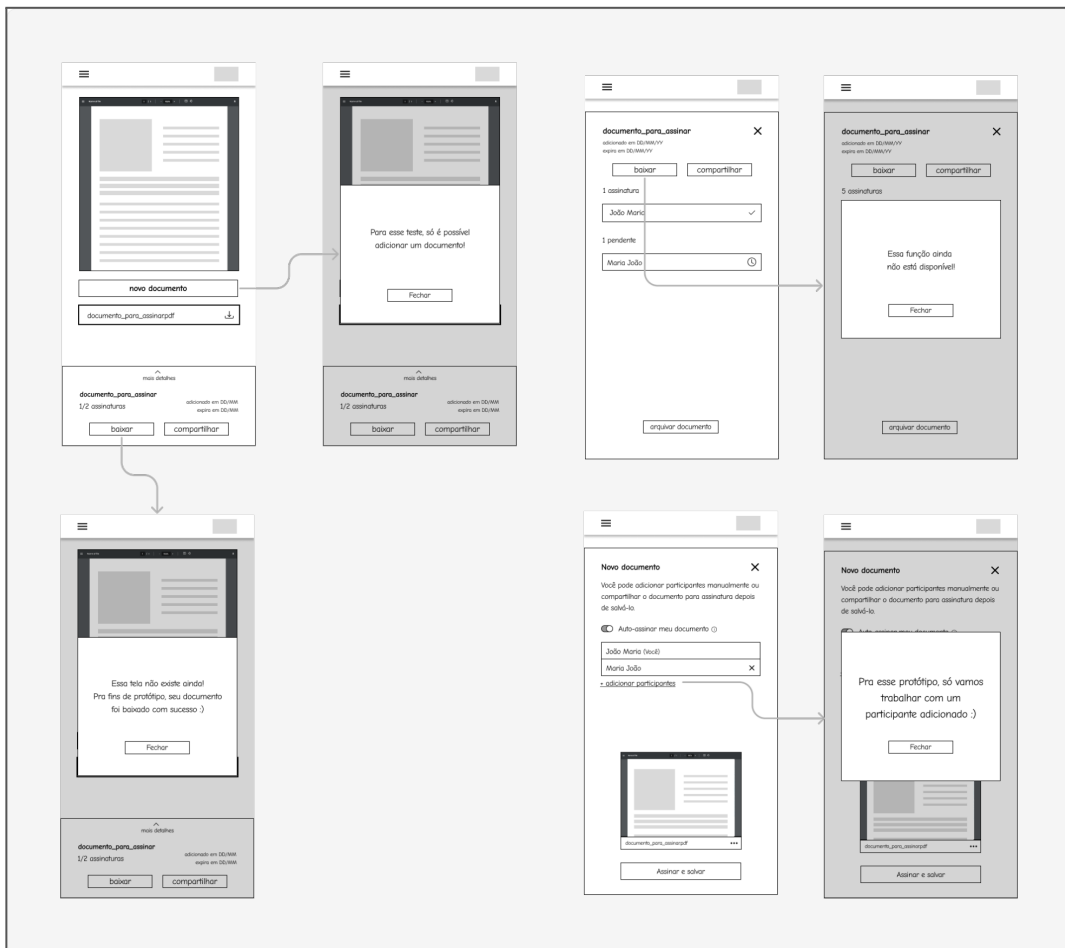 novo documento
documento_para_assinar.pdf
mais detalhes
documento_para_assinar
1/2 assinaturas
adicionado em DD/MM
expira em DD/MM
baixar
compartilhar
Para esse teste, só é possível
adicionar um documento!
Fechar
mais detalhes
documento_para_assinar
1/2 assinaturas
adicionado em DD/MM
expira em DD/MM
baixar
compartilhar
documento_para_assinar
adicionado em DD/MM/YY
expira em DD/MM/YY
baixar
compartilhar
1 assinatura
João Maria
1 pendente
Maria João
arquivar documento
documento_para_assinar
adicionado em DD/MM/YY
expira em DD/MM/YY
baixar
compartilhar
5 assinaturas
Essa função ainda
não está disponível!
Fechar
arquivar documento
Essa tela não existe ainda!
Pra fins de protótipo, seu documento
foi baixado com sucesso :)
Fechar
mais detalhes
documento_para_assinar
1/2 assinaturas
adicionado em DD/MM
expira em DD/MM
baixar
compartilhar
Novo documento
Você pode adicionar participantes manualmente ou
compartilhar o documento para assinatura depois
de salvá-lo.
Auto-assinar meu documento
João Maria (Você)
Maria João
+ adicionar participantes
documento_para_assinar.pdf
Assinar e salvar
Novo documento
Você pode adicionar participantes manualmente ou
compartilhar o documento para assinatura depois
de salvá-lo.
Auto-assinar meu documento
Pra esse protótipo, só vamos
trabalhar com um
participante adicionado :)
Fechar
documento_para_assinar.pdf
Assinar e salvar